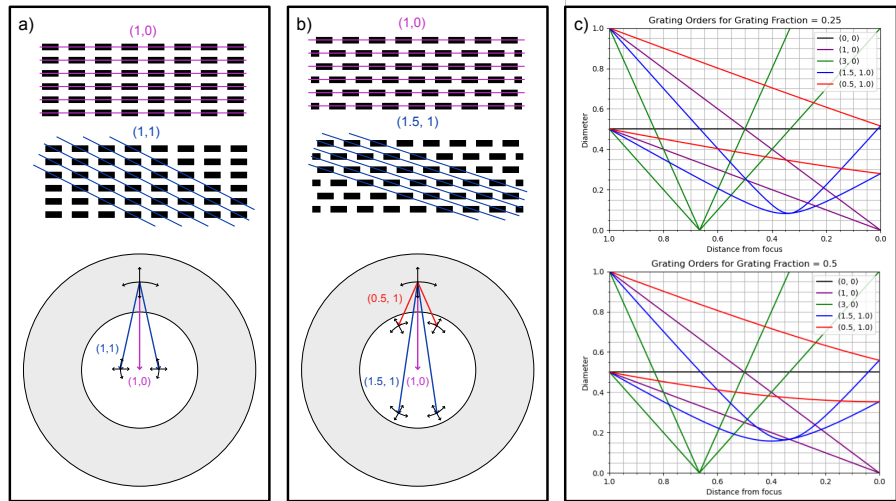 a)
(1,0)
(1,1)
(1,1)
(1,0)
b)
(1,0)
(1.5, 1)
(0.5, 1)
(1.5, 1)
(1,0)
c)
Grating Orders for Grating Fraction = 0.25
1.0
0.8
0.6
0.4
0.2
0.0
Diameter
(0, 0)
(1, 0)
(3, 0)
(1.5, 1.0)
(0.5, 1.0)
1.0 0.8 0.6 0.4 0.2 0.0
Distance from focus
Grating Orders for Grating Fraction = 0.5
1.0
0.8
0.6
0.4
0.2
0.0
Diameter
(0, 0)
(1, 0)
(3, 0)
(1.5, 1.0)
(0.5, 1.0)
1.0 0.8 0.6 0.4 0.2 0.0
Distance from focus